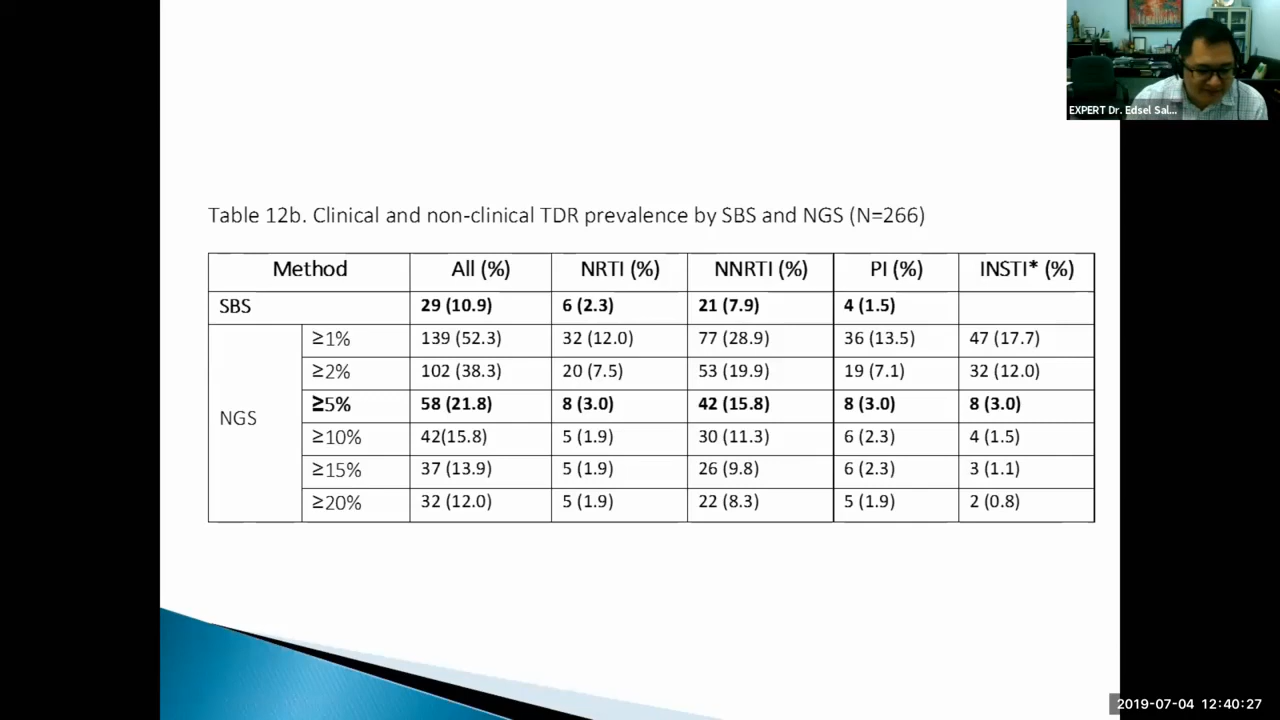 EXPERT Dr. Edsel Sal...
Table 12b. Clinical and non-clinical TDR prevalence by SBS and NGS (N=266)
Method All (%) NRTI (%) NNRTI (%) PI (%) INSTI* (%)
SBS 29 (10.9) 6 (2.3) 21 (7.9) 4 (1.5)
≥1% 139 (52.3) 32 (12.0) 77 (28.9) 36 (13.5) 47 (17.7)
≥2% 102 (38.3) 20 (7.5) 53 (19.9) 19 (7.1) 32 (12.0)
≥5% 58 (21.8) 8 (3.0) 42 (15.8) 8 (3.0) 8 (3.0)
NGS
≥10% 42(15.8) 5 (1.9) 30 (11.3) 6 (2.3) 4 (1.5)
≥15% 37 (13.9) 5 (1.9) 26 (9.8) 6 (2.3) 3 (1.1)
≥20% 32 (12.0) 5 (1.9) 22 (8.3) 5 (1.9) 2 (0.8)
2019-07-04 12:40:27